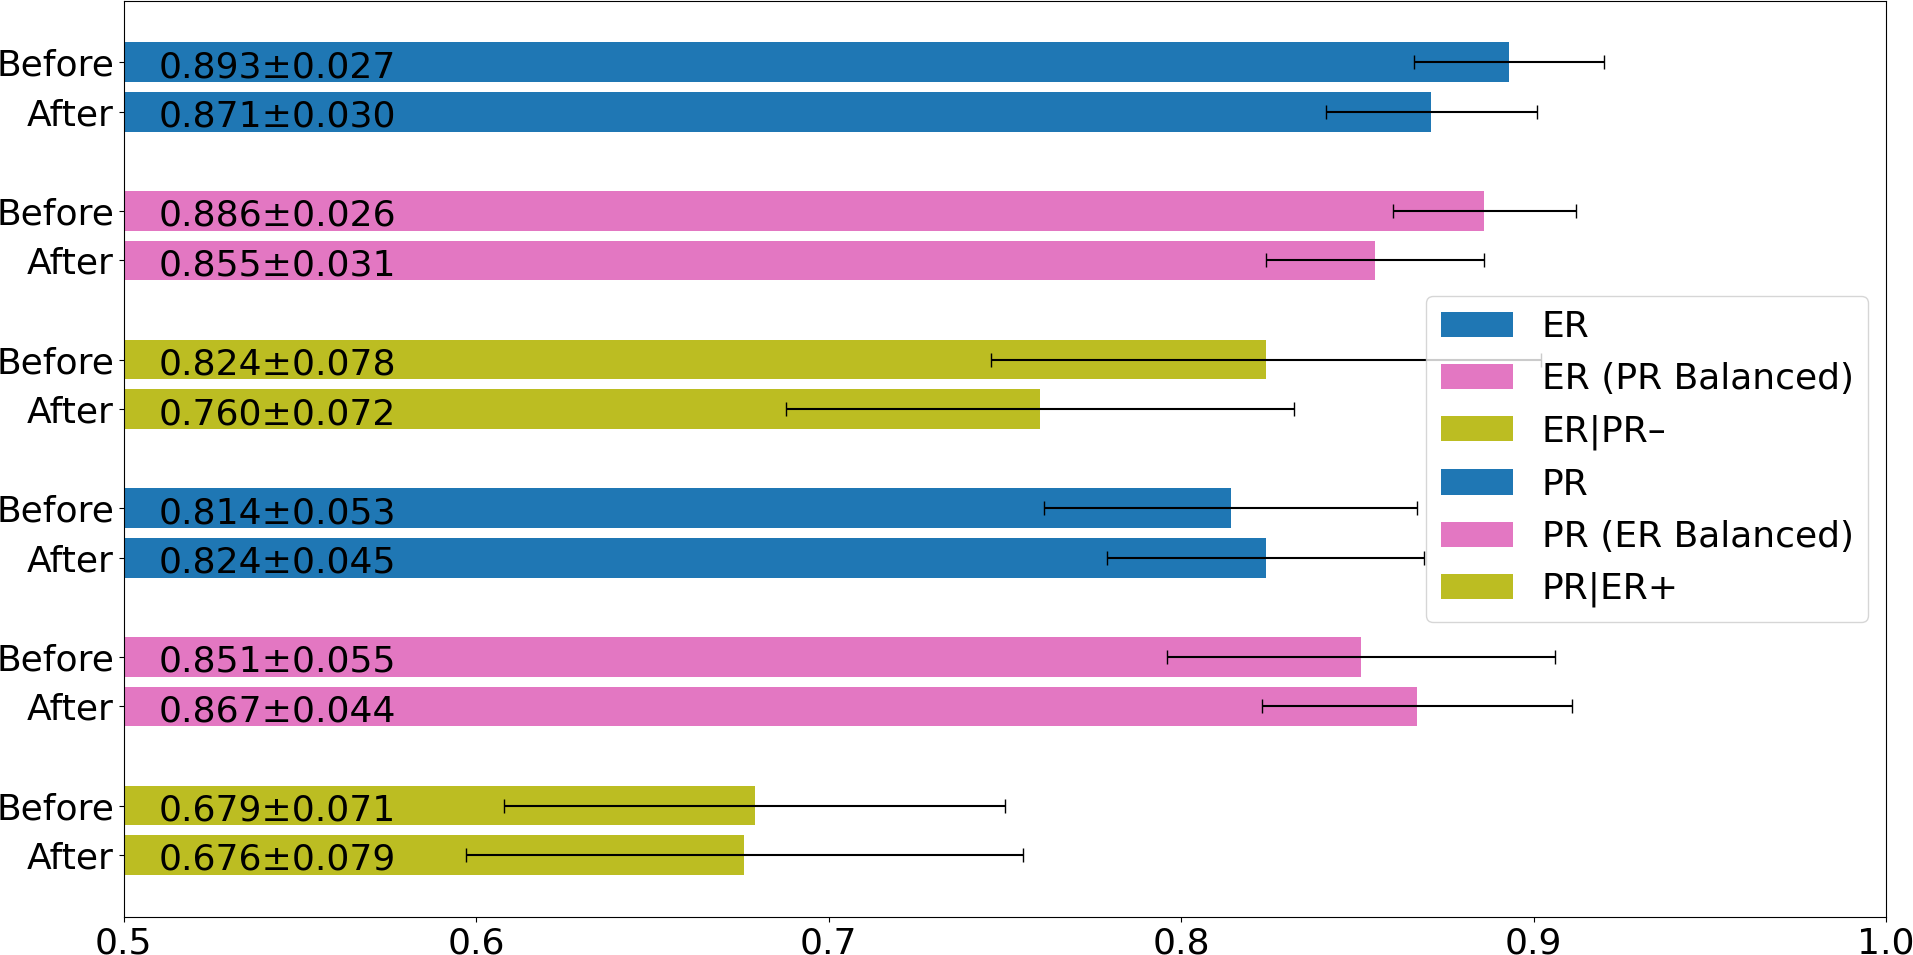 Before 0.893±0.027
After 0.871±0.030
Before 0.886±0.026
After 0.855±0.031
Before 0.824±0.078
After 0.760±0.072
Before 0.814±0.053
After 0.824±0.045
Before 0.851±0.055
After 0.867±0.044
Before 0.679±0.071
After 0.676±0.079
ER
ER (PR Balanced)
ER|PR–
PR
PR (ER Balanced)
PR|ER+
0.5 0.6 0.7 0.8 0.9 1.0